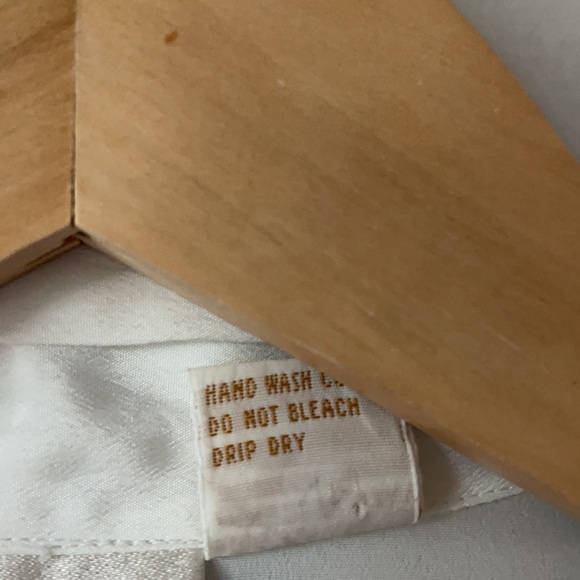 HAND WASH
DO NOT BLEACH
DRIP DRY